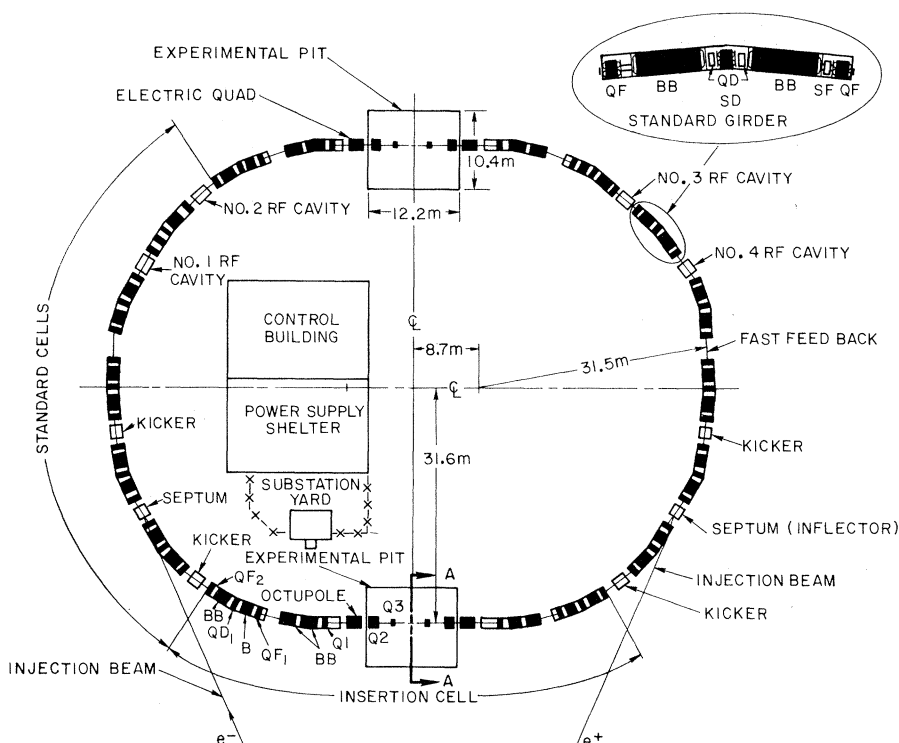 EXPERIMENTAL PIT
ELECTRIC QUAD
QF BB QD BB SF QF
SD
STANDARD GIRDER
10.4m
12.2m
NO. 3 RF CAVITY
NO. 2 RF CAVITY
NO. 1 RF
CAVITY
NO. 4 RF CAVITY
STANDARD CELLS
CONTROL
BUILDING
℄
8.7m
FAST FEED BACK
31.5m
℄
POWER SUPPLY
SHELTER
KICKER
KICKER
31.6m
SUBSTATION
YARD
SEPTUM
SEPTUM (INFLECTOR)
KICKER
EXPERIMENTAL PIT
A
INJECTION BEAM
QF2
OCTUPOLE
Q3
KICKER
BB
QD1
B
QF1
BB
Q1
Q2
INJECTION BEAM
A
INSERTION CELL
e−
e+